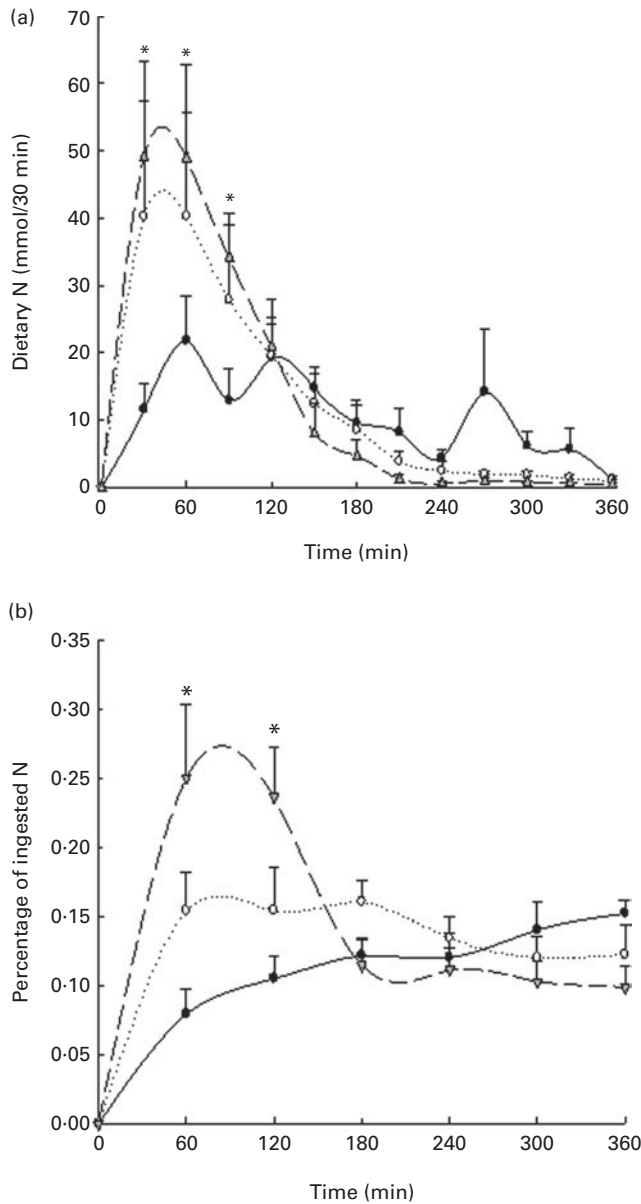 (a)
70
60
50
40
30
20
10
0
Dietary N (mmol/30 min)
* * *
0 60 120 180 240 300 360
Time (min)
(b)
0·35
0·30
0·25
0·20
0·15
0·10
0·05
0·00
Percentage of ingested N
* *
0 60 120 180 240 300 360
Time (min)